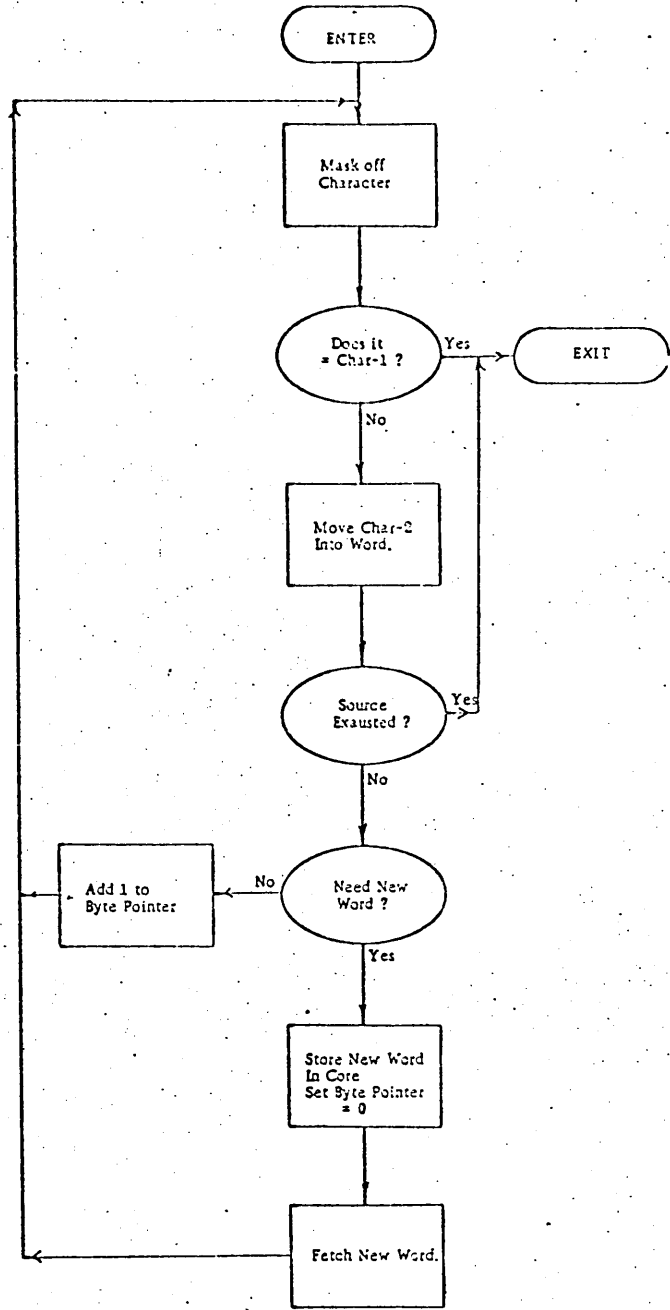 ENTER
Mask off
Character
Does it
= Char-1 ?
Yes
EXIT
No
Move Char-2
Into Word.
Source
Exausted ?
Yes
No
Need New
Word ?
No
Add 1 to
Byte Pointer
Yes
Store New Word
In Core
Set Byte Pointer
= 0
Fetch New Word.